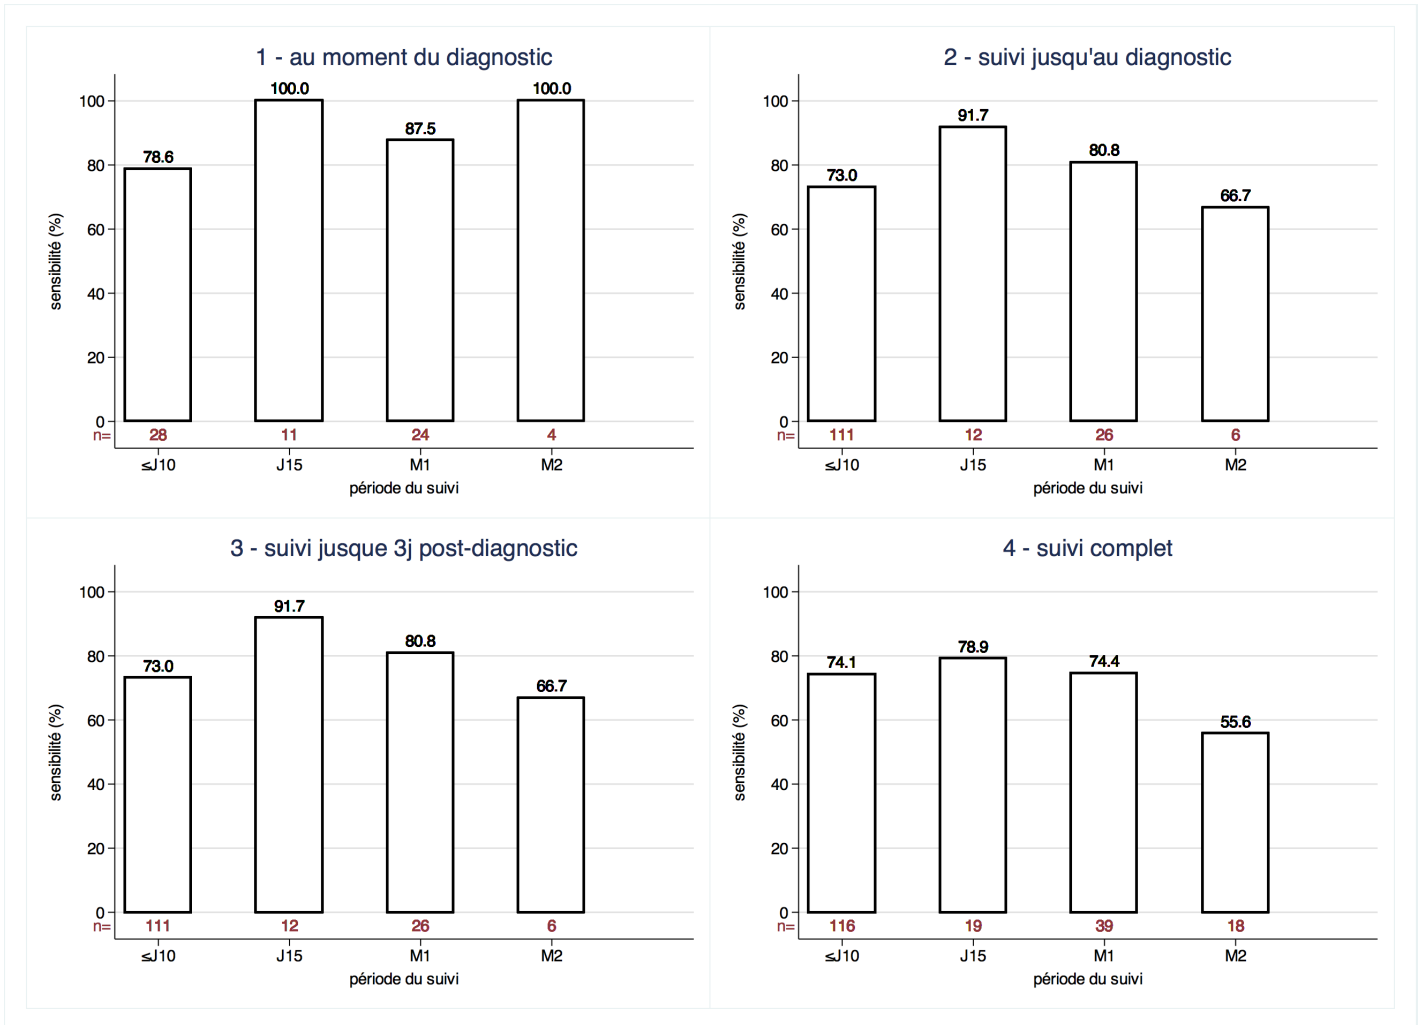 1 - au moment du diagnostic
sensibilité (%)
100
80
60
40
20
0
78.6
100.0
87.5
100.0
n= 28 11 24 4
≤J10 J15 M1 M2
période du suivi
2 - suivi jusqu'au diagnostic
sensibilité (%)
100
80
60
40
20
0
73.0
91.7
80.8
66.7
n= 111 12 26 6
≤J10 J15 M1 M2
période du suivi
3 - suivi jusque 3j post-diagnostic
sensibilité (%)
100
80
60
40
20
0
73.0
91.7
80.8
66.7
n= 111 12 26 6
≤J10 J15 M1 M2
période du suivi
4 - suivi complet
sensibilité (%)
100
80
60
40
20
0
74.1
78.9
74.4
55.6
n= 116 19 39 18
≤J10 J15 M1 M2
période du suivi